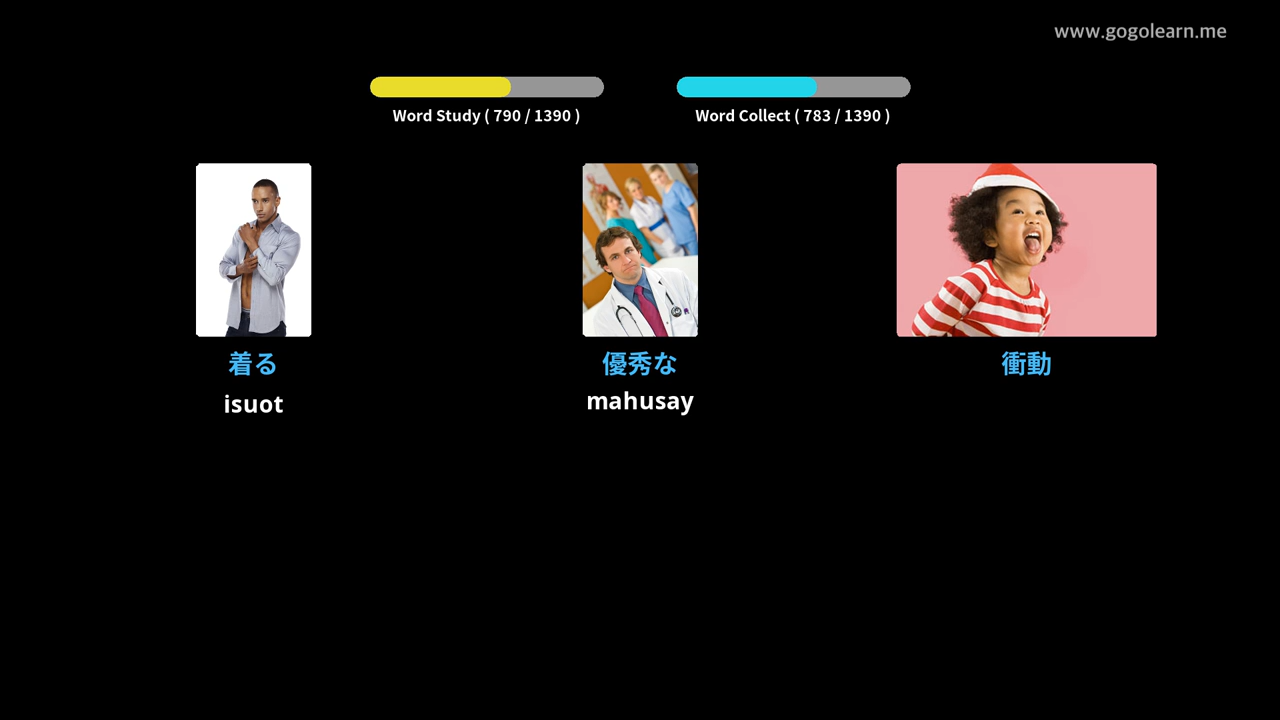 www.gogolearn.me
Word Study ( 790 / 1390 )
Word Collect ( 783 / 1390 )
着る
優秀な
衝動
isuot
mahusay